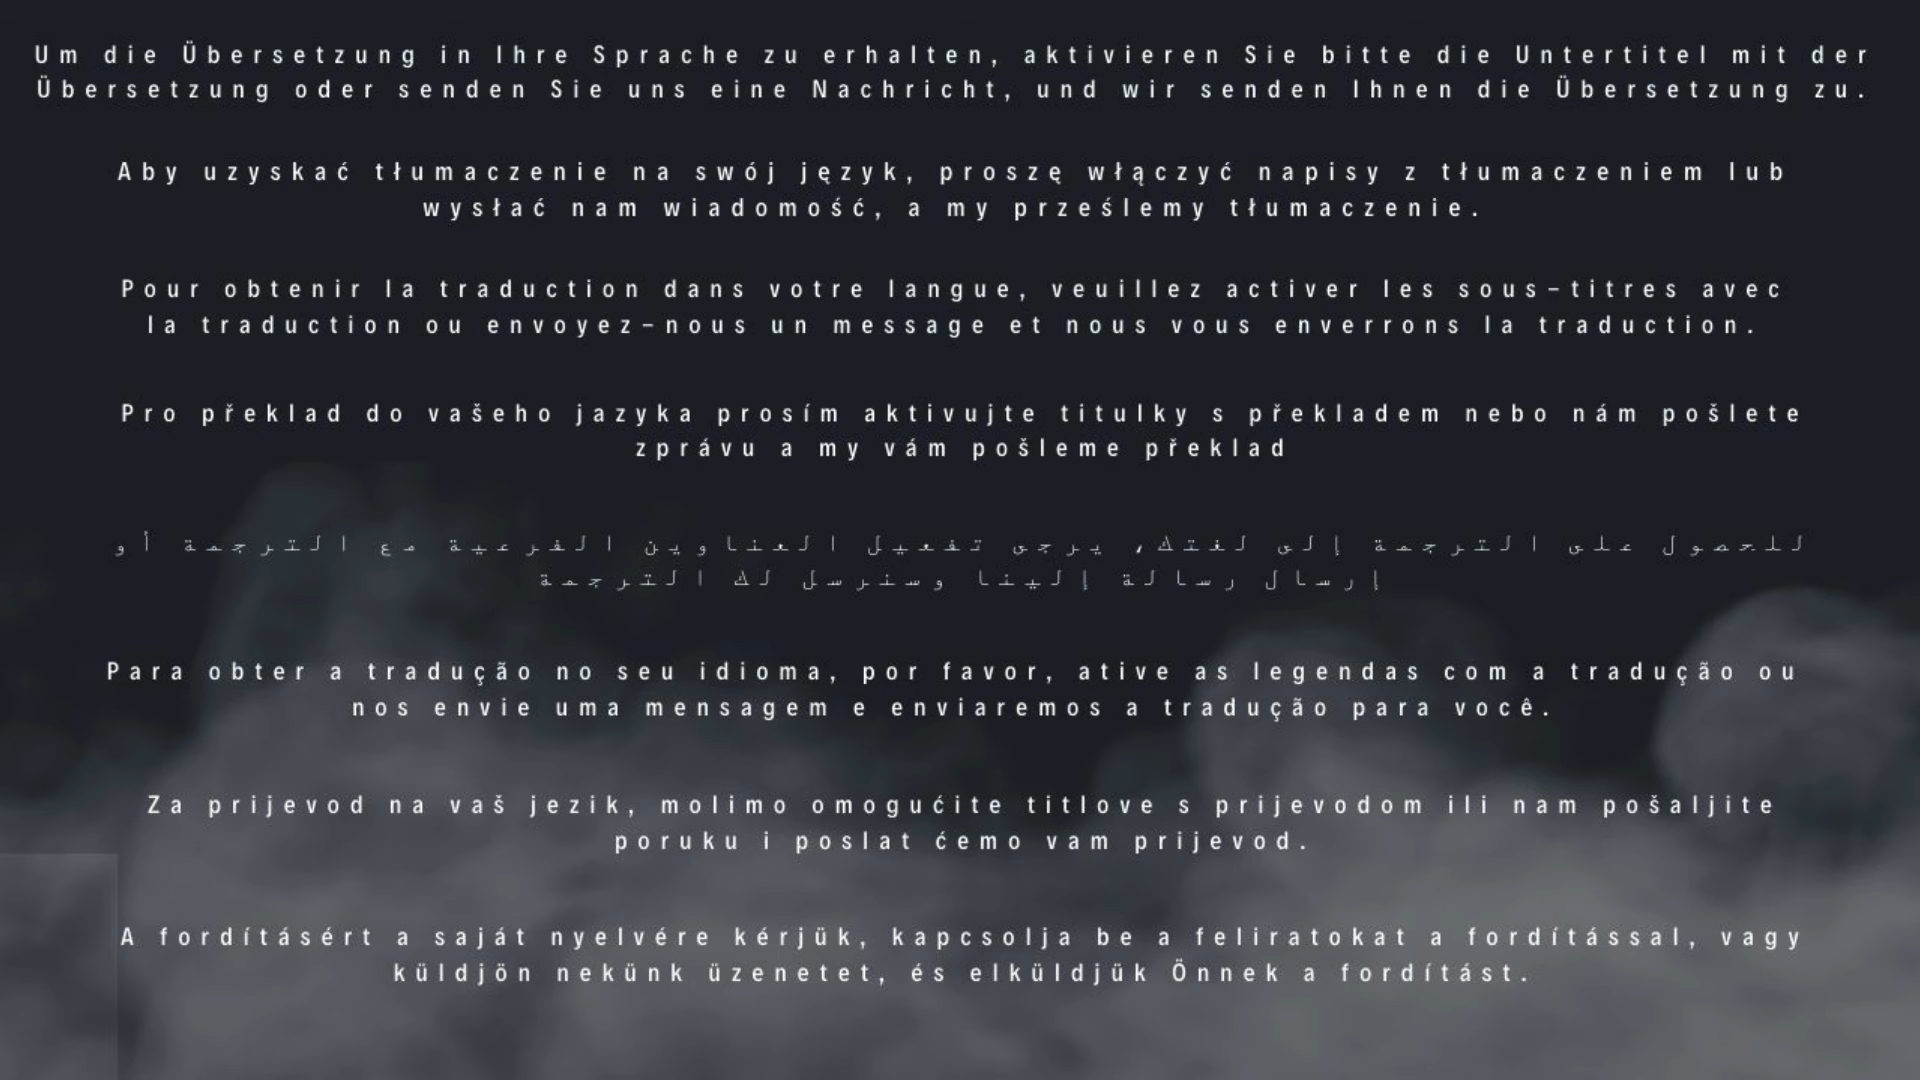 Um die Übersetzung in Ihre Sprache zu erhalten, aktivieren Sie bitte die Untertitel mit der
Übersetzung oder senden Sie uns eine Nachricht, und wir senden Ihnen die Übersetzung zu.
Aby uzyskać tłumaczenie na swój język, proszę włączyć napisy z tłumaczeniem lub
wysłać nam wiadomość, a my prześlemy tłumaczenie.
Pour obtenir la traduction dans votre langue, veuillez activer les sous-titres avec
la traduction ou envoyez-nous un message et nous vous enverrons la traduction.
Pro překlad do vašeho jazyka prosím aktivujte titulky s překladem nebo nám pošlete
zprávu a my vám pošleme překlad
للحصول على الترجمة إلى لغتك، يرجى تفعيل العناوين الفرعية مع الترجمة أو
إرسال رسالة إلينا وسنرسل لك الترجمة
Para obter a tradução no seu idioma, por favor, ative as legendas com a tradução ou
nos envie uma mensagem e enviaremos a tradução para você.
Za prijevod na vaš jezik, molimo omogućite titlove s prijevodom ili nam pošaljite
poruku i poslat ćemo vam prijevod.
A fordításért a saját nyelvére kérjük, kapcsolja be a feliratokat a fordítással, vagy
küldjön nekünk üzenetet, és elküldjük Önnek a fordítást.